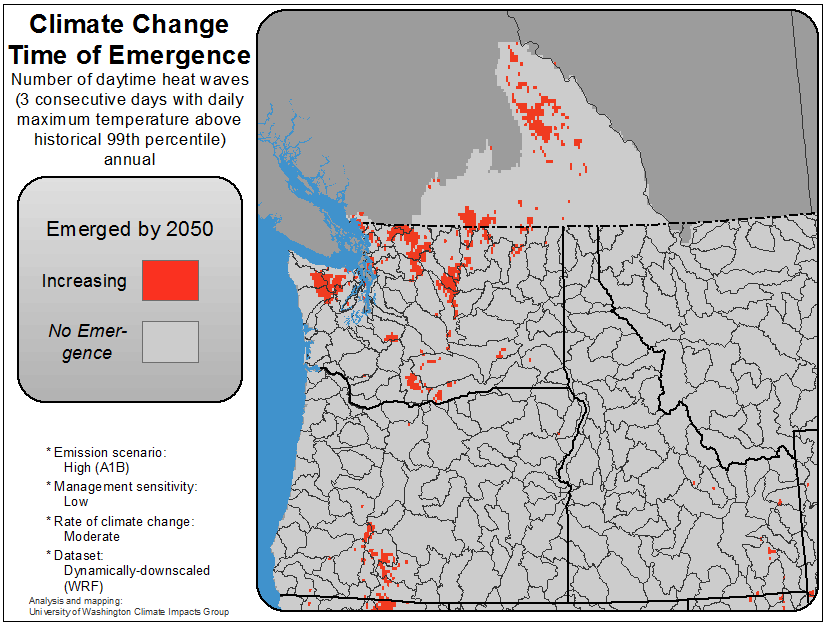 Climate Change
Time of Emergence
Number of daytime heat waves
(3 consecutive days with daily
maximum temperature above
historical 99th percentile)
annual
Emerged by 2050
Increasing
No Emer-
gence
* Emission scenario:
High (A1B)
* Management sensitivity:
Low
* Rate of climate change:
Moderate
* Dataset:
Dynamically-downscaled
(WRF)
Analysis and mapping:
University of Washington Climate Impacts Group